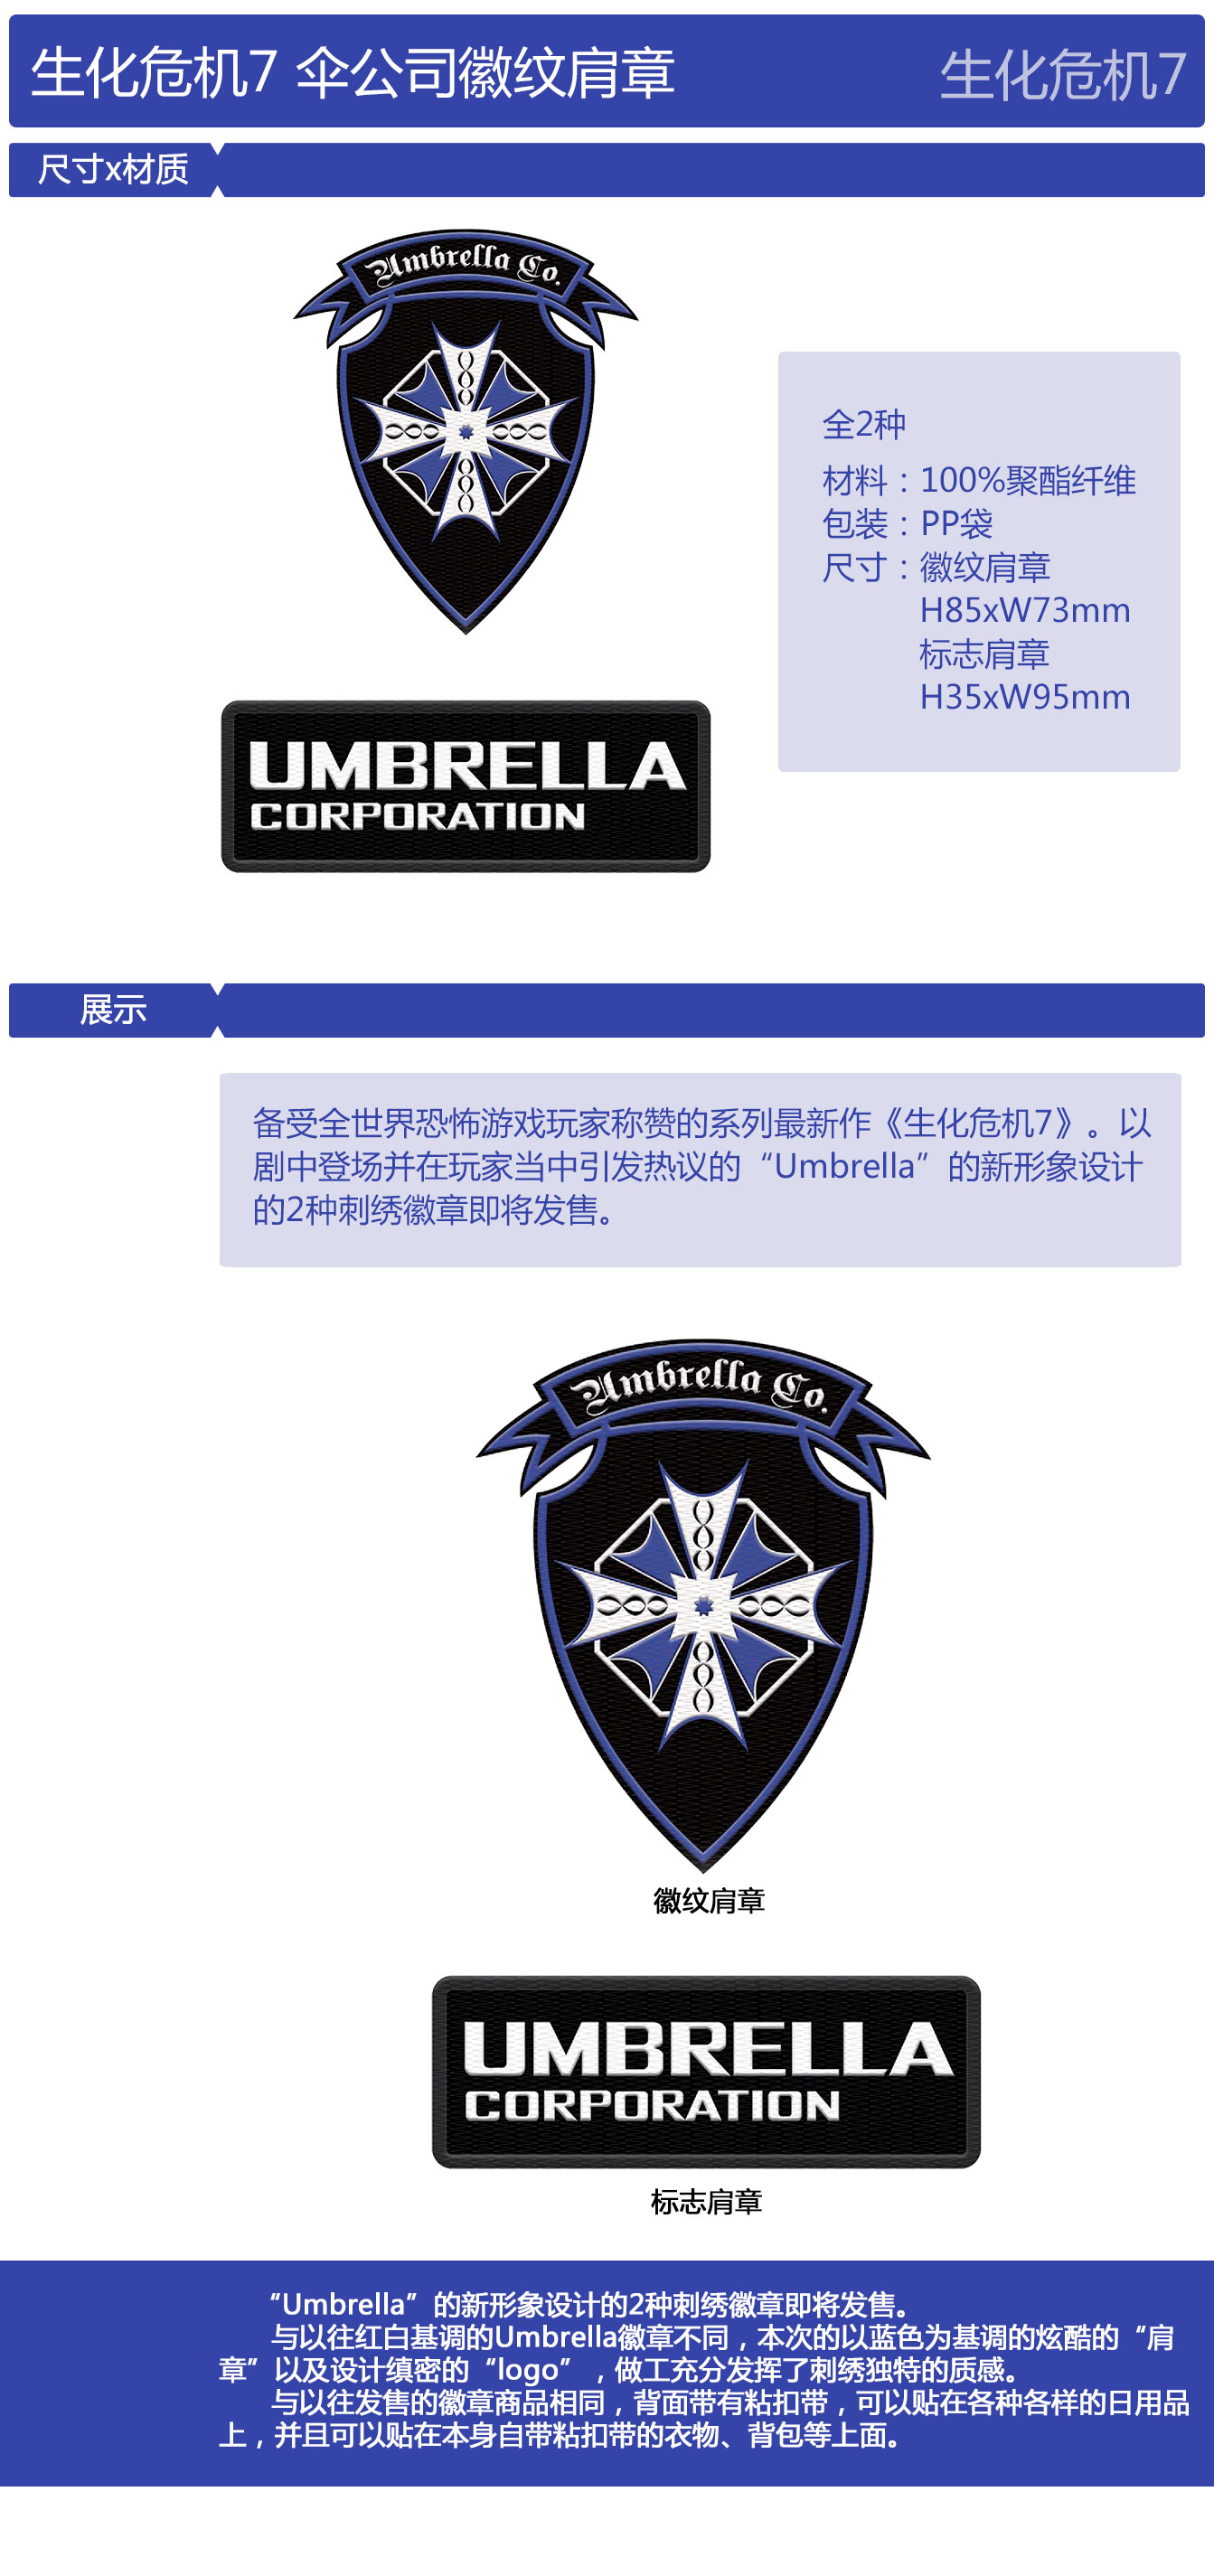 生化危机7 伞公司徽纹肩章
生化危机7
尺寸x材质
Umbrella Co.
全2种
材料：100%聚酯纤维
包装：PP袋
尺寸：徽纹肩章
H85xW73mm
标志肩章
H35xW95mm
UMBRELLA
CORPORATION
展示
备受全世界恐怖游戏玩家称赞的系列最新作《生化危机7》。以
剧中登场并在玩家当中引发热议的“Umbrella”的新形象设计
的2种刺绣徽章即将发售。
Umbrella Co.
徽纹肩章
UMBRELLA
CORPORATION
标志肩章
“Umbrella”的新形象设计的2种刺绣徽章即将发售。
与以往红白基调的Umbrella徽章不同，本次的以蓝色为基调的炫酷的“肩
章”以及设计缜密的“logo”，做工充分发挥了刺绣独特的质感。
与以往发售的徽章商品相同，背面带有粘扣带，可以贴在各种各样的日用品
上，并且可以贴在本身自带粘扣带的衣物、背包等上面。